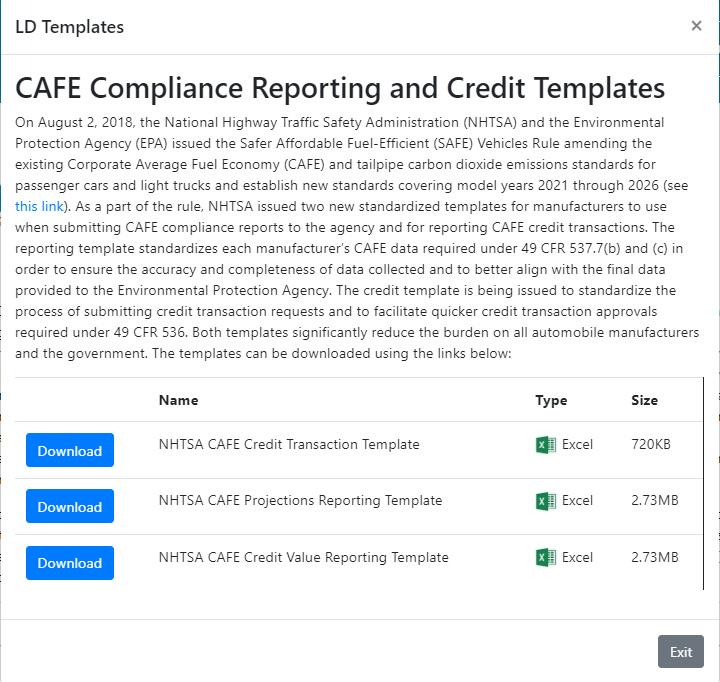 LD Templates
×
CAFE Compliance Reporting and Credit Templates
On August 2, 2018, the National Highway Traffic Safety Administration (NHTSA) and the Environmental
Protection Agency (EPA) issued the Safer Affordable Fuel-Efficient (SAFE) Vehicles Rule amending the
existing Corporate Average Fuel Economy (CAFE) and tailpipe carbon dioxide emissions standards for
passenger cars and light trucks and establish new standards covering model years 2021 through 2026 (see
this link). As a part of the rule, NHTSA issued two new standardized templates for manufacturers to use
when submitting CAFE compliance reports to the agency and for reporting CAFE credit transactions. The
reporting template standardizes each manufacturer's CAFE data required under 49 CFR 537.7(b) and (c) in
order to ensure the accuracy and completeness of data collected and to better align with the final data
provided to the Environmental Protection Agency. The credit template is being issued to standardize the
process of submitting credit transaction requests and to facilitate quicker credit transaction approvals
required under 49 CFR 536. Both templates significantly reduce the burden on all automobile manufacturers
and the government. The templates can be downloaded using the links below:
Name Type Size
Download NHTSA CAFE Credit Transaction Template Excel 720KB
Download NHTSA CAFE Projections Reporting Template Excel 2.73MB
Download NHTSA CAFE Credit Value Reporting Template Excel 2.73MB
Exit